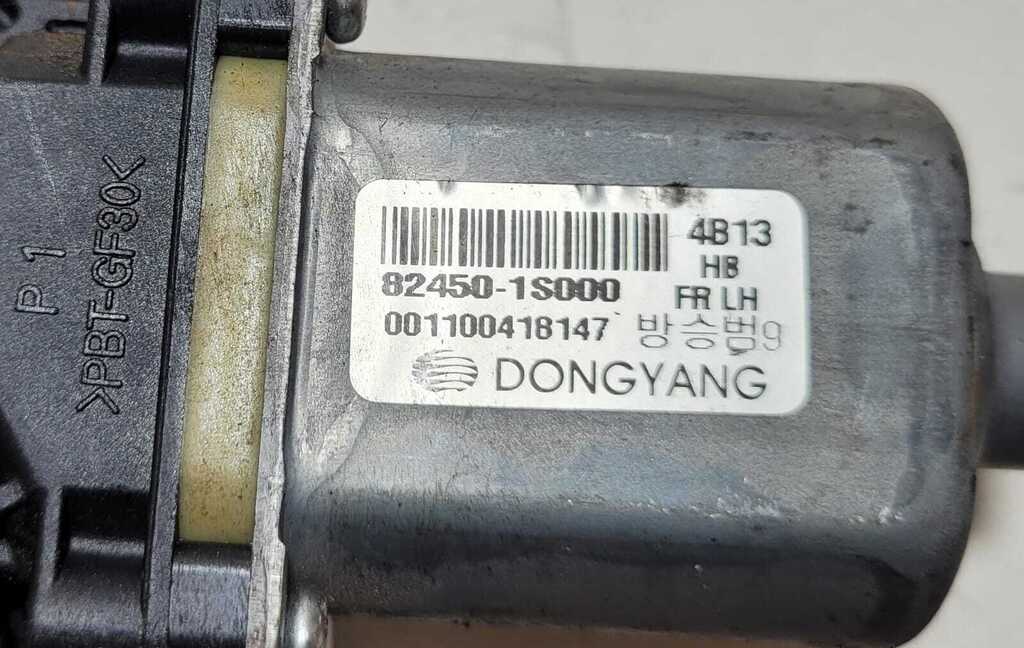 P 1
>PBT-GF30<
4B13
HB
82450-1S000
FR LH
001100418147 방승범9
DONGYANG